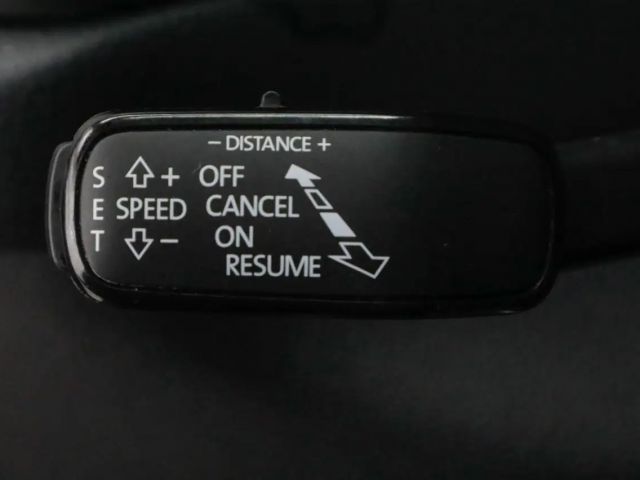 − DISTANCE +
S + OFF
E SPEED CANCEL
T − ON
RESUME